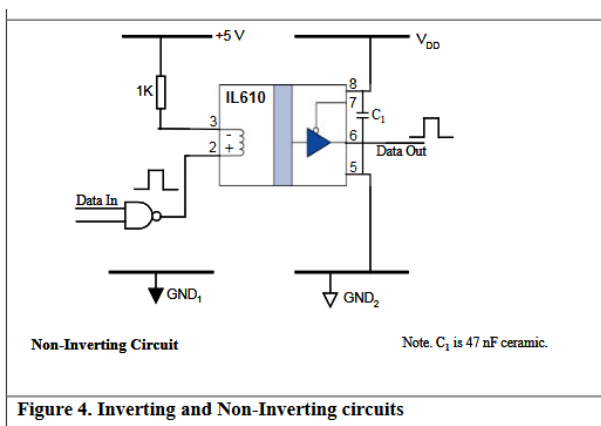 +5 V
V_DD
1K
IL610
8
7
C₁
3
-
6
2
+
Data Out
5
Data In
GND₁
GND₂
Non-Inverting Circuit
Note. C₁ is 47 nF ceramic.
Figure 4. Inverting and Non-Inverting circuits